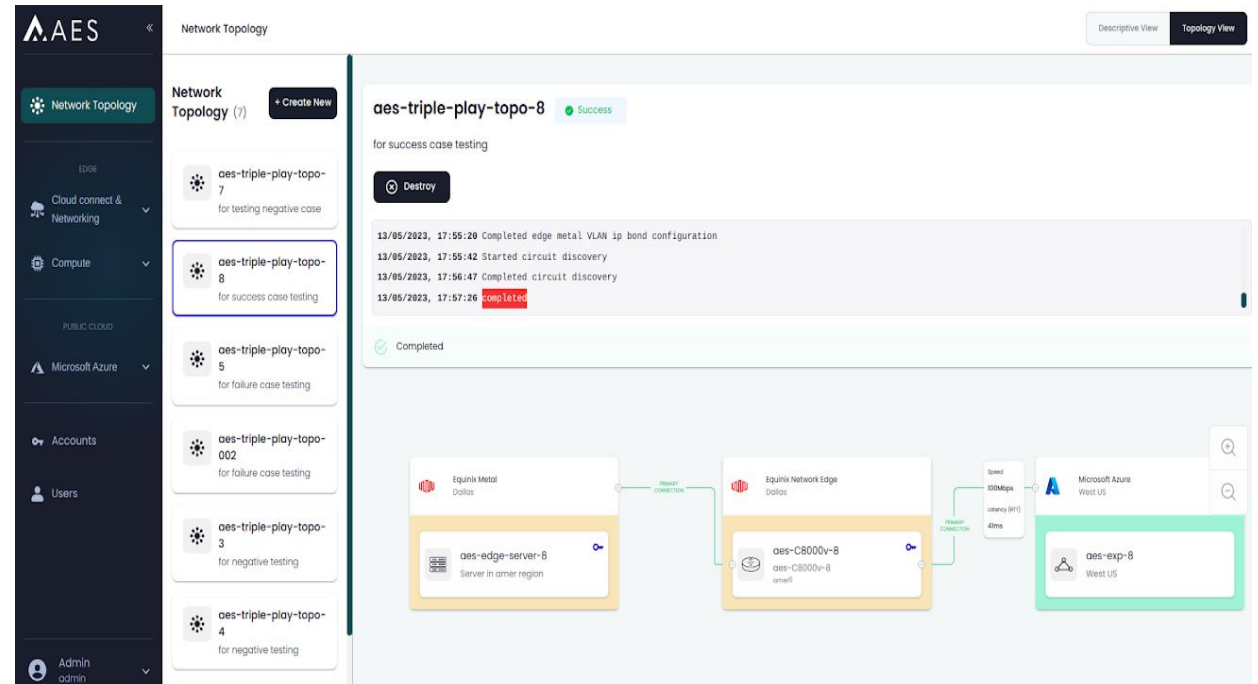 AES
«
Network Topology
Descriptive View
Topology View
Network Topology
EDGE
Cloud connect &
Networking
Compute
PUBLIC CLOUD
Microsoft Azure
Accounts
Users
Admin
admin
Network
Topology (7)
+ Create New
aes-triple-play-topo-
7
for testing negative case
aes-triple-play-topo-
8
for success case testing
aes-triple-play-topo-
5
for failure case testing
aes-triple-play-topo-
002
for failure case testing
aes-triple-play-topo-
3
for negative testing
aes-triple-play-topo-
4
for negative testing
aes-triple-play-topo-8
Success
for success case testing
Destroy
13/05/2023, 17:55:20 Completed edge metal VLAN ip bond configuration
13/05/2023, 17:55:42 Started circuit discovery
13/05/2023, 17:56:47 Completed circuit discovery
13/05/2023, 17:57:26 completed
Completed
Equinix Metal
Dallas
aes-edge-server-8
Server in amer region
PRIMARY
CONNECTION
Equinix Network Edge
Dallas
aes-C8000v-8
aes-C8000v-8
amer0
PRIMARY
CONNECTION
Speed
100Mbps
Latency (RTT)
41ms
Microsoft Azure
West US
aes-exp-8
West US